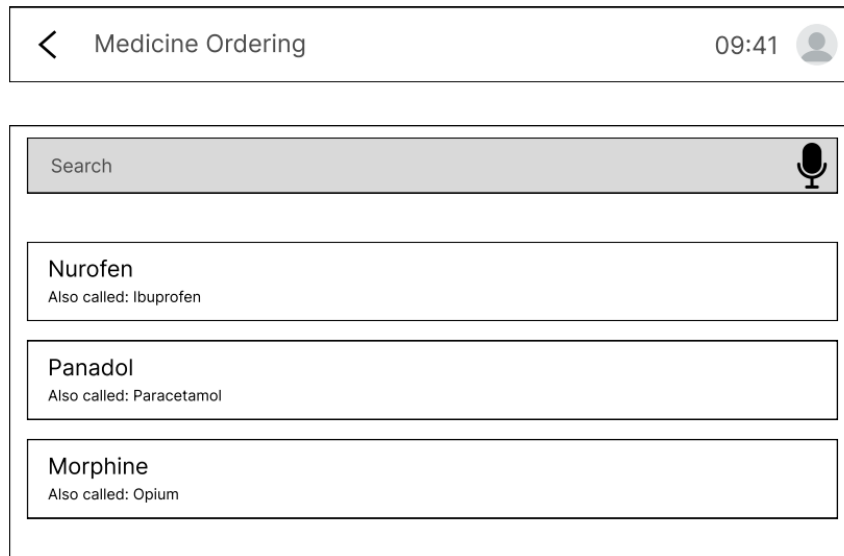 Medicine Ordering 09:41
Search
Nurofen
Also called: Ibuprofen
Panadol
Also called: Paracetamol
Morphine
Also called: Opium